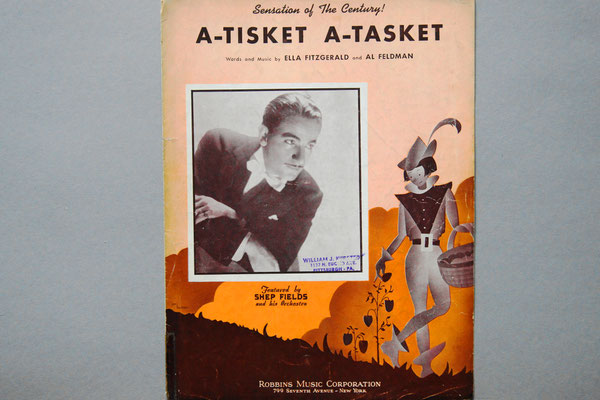 Sensation of The Century!
A-TISKET A-TASKET
Words and Music by ELLA FITZGERALD and AL FELDMAN
WILLIAM J.
PITTSBURGH - PA.
Featured by
SHEP FIELDS
and his Orchestra
ROBBINS MUSIC CORPORATION
799 SEVENTH AVENUE - NEW YORK